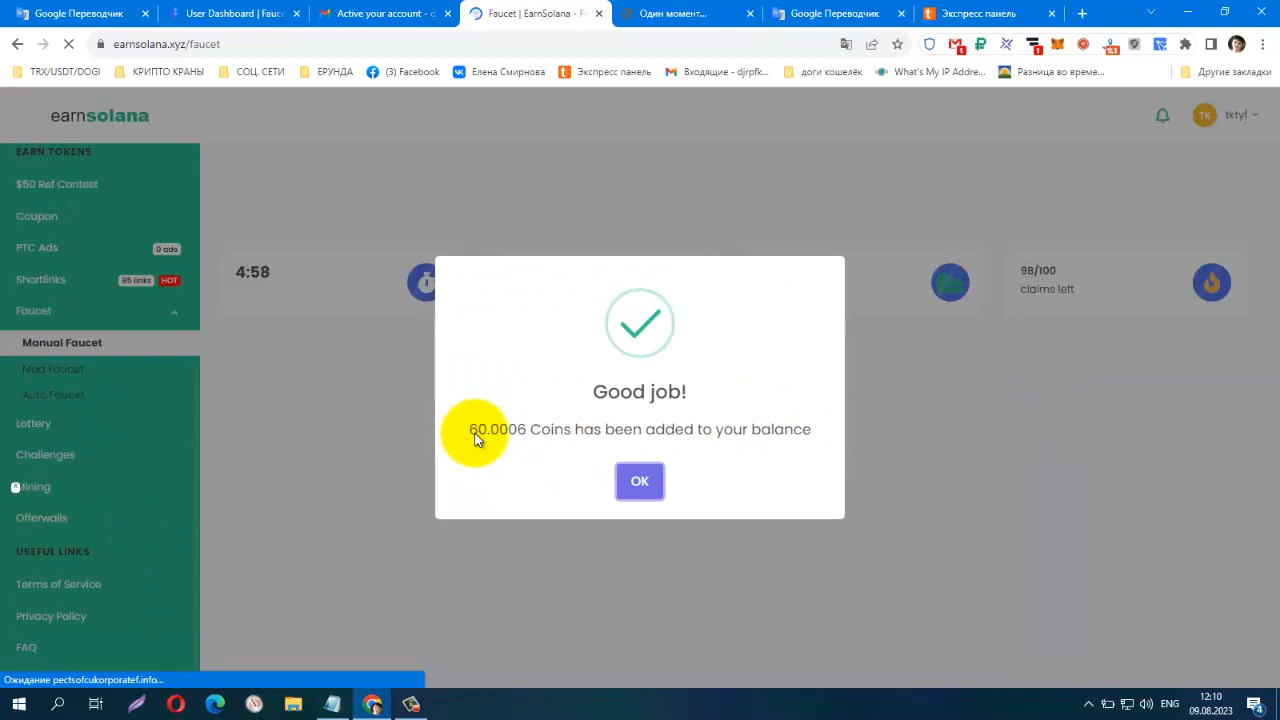 Google Переводчик
User Dashboard | Fauc
Active your account - c
Faucet | EarnSolana - F
Один момент...
Google Переводчик
Экспресс панель
earnsolana.xyz/faucet
1
1
%1
TRX/USDT/DOGI
КРИПТО КРАНЫ
СОЦ. СЕТИ
ЕРУНДА
(3) Facebook
Елена Смирнова
Экспресс панель
Входящие - djrpfk...
доги кошелёк
What's My IP Addre...
Разница во време...
Другие закладки
earnsolana
TK
tktyf
EARN TOKENS
$50 Ref Contest
Coupon
PTC Ads
0 ads
Shortlinks
85 links
HOT
Faucet
Manual Faucet
Mad Faucet
Auto Faucet
Lottery
Challenges
Mining
Offerwalls
USEFUL LINKS
Terms of Service
Privacy Policy
FAQ
4:58
98/100
claims left
Good job!
60.0006 Coins has been added to your balance
OK
Ожидание pectsofcukorporatef.info...
ENG
12:10
09.08.2023
4